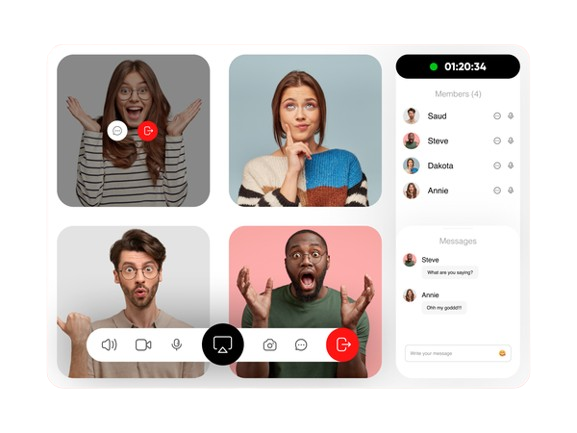 01:20:34
Members (4)
Saud
Steve
Dakota
Annie
Messages
Steve
What are you saying?
Annie
Ohh my goddd!!!
Write your message